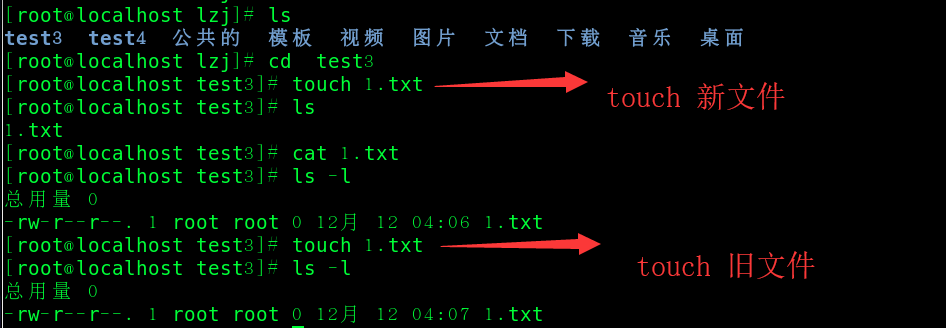 [root@localhost lzj]# ls
test3  test4  公共的  模板  视频  图片  文档  下载  音乐  桌面
[root@localhost lzj]# cd  test3
[root@localhost test3]# touch 1.txt
touch 新文件
[root@localhost test3]# ls
1.txt
[root@localhost test3]# cat 1.txt
[root@localhost test3]# ls -l
总用量 0
-rw-r--r--. 1 root root 0 12月 12 04:06 1.txt
[root@localhost test3]# touch 1.txt
touch 旧文件
[root@localhost test3]# ls -l
总用量 0
-rw-r--r--. 1 root root 0 12月 12 04:07 1.txt